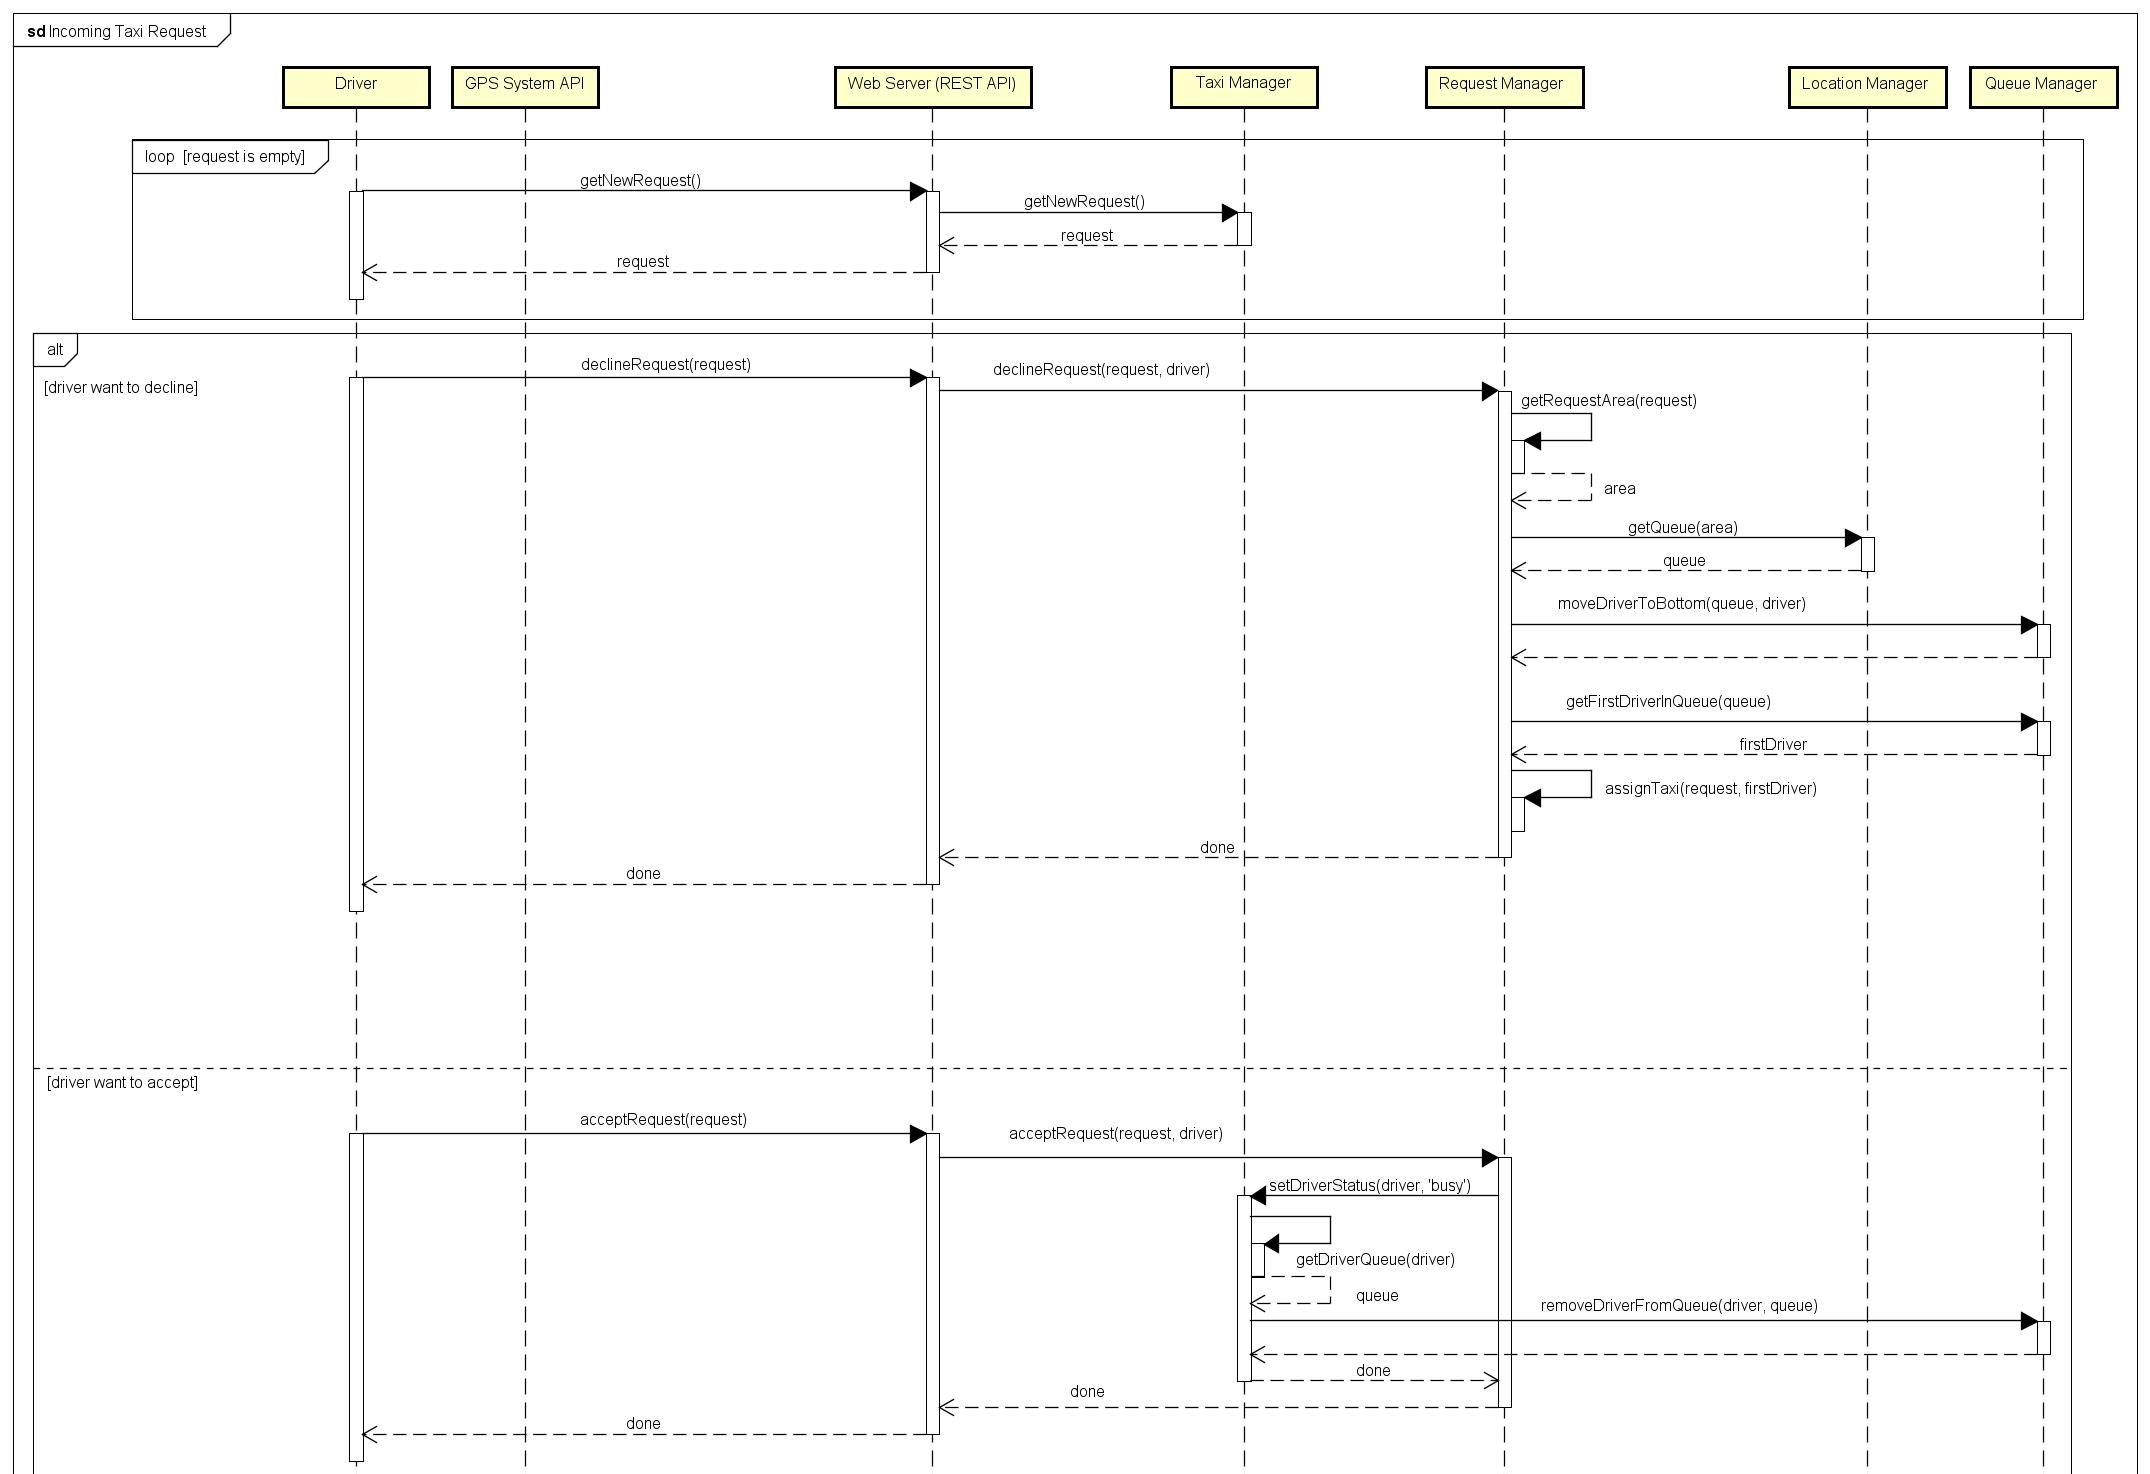 sd Incoming Taxi Request
Driver
GPS System API
Web Server (REST API)
Taxi Manager
Request Manager
Location Manager
Queue Manager
loop [request is empty]
getNewRequest()
getNewRequest()
request
request
alt
[driver want to decline]
declineRequest(request)
declineRequest(request, driver)
getRequestArea(request)
area
getQueue(area)
queue
moveDriverToBottom(queue, driver)
getFirstDriverInQueue(queue)
firstDriver
assignTaxi(request, firstDriver)
done
done
[driver want to accept]
acceptRequest(request)
acceptRequest(request, driver)
setDriverStatus(driver, 'busy')
getDriverQueue(driver)
queue
removeDriverFromQueue(driver, queue)
done
done
done